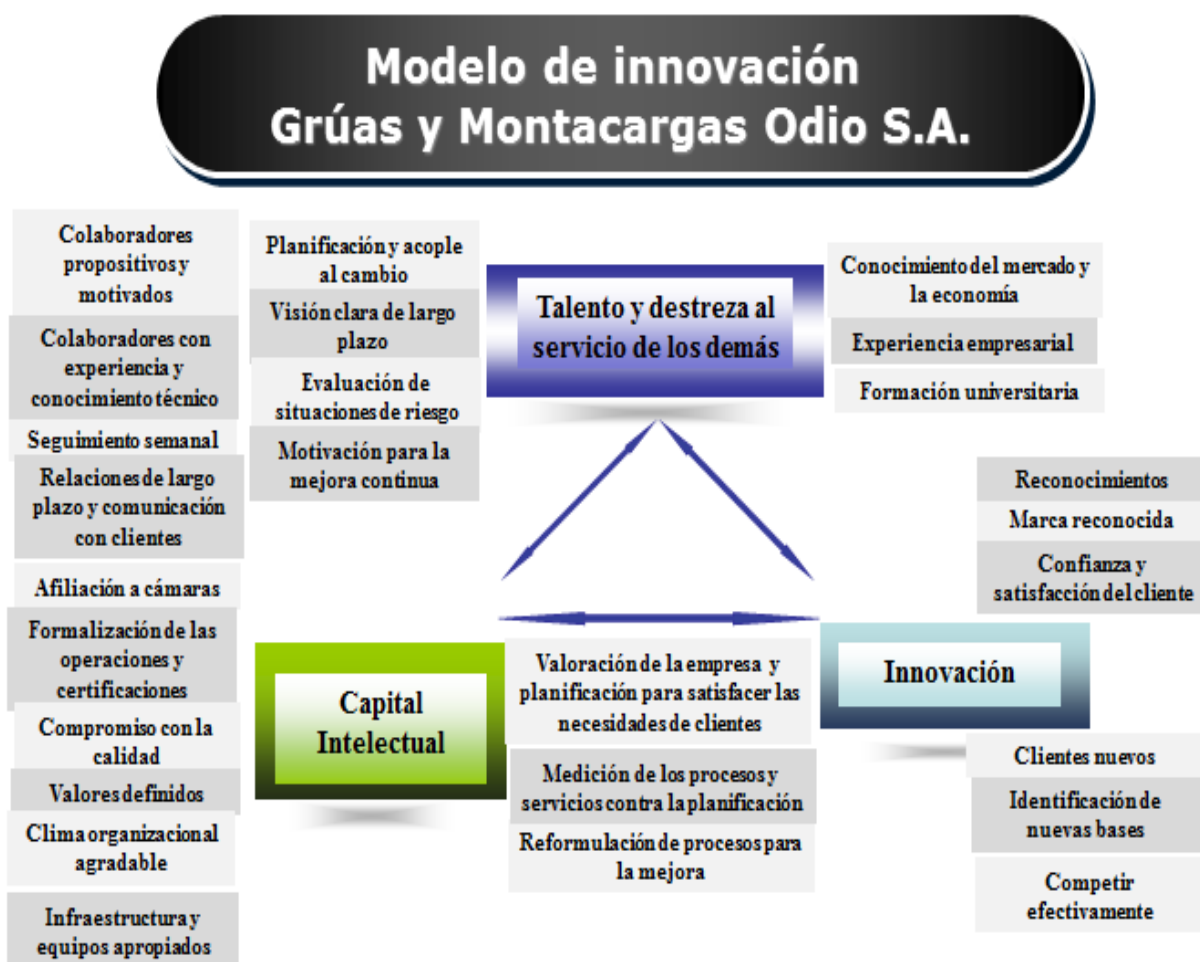 Modelo de innovación
Grúas y Montacargas Odio S.A.
Colaboradores
propositivos y
motivados
Colaboradores con
experiencia y
conocimiento técnico
Seguimiento semanal
Relaciones de largo
plazo y comunicación
con clientes
Afiliación a cámaras
Formalización de las
operaciones y
certificaciones
Compromiso con la
calidad
Valores definidos
Clima organizacional
agradable
Infraestructura y
equipos apropiados
Planificación y acople
al cambio
Visión clara de largo
plazo
Evaluación de
situaciones de riesgo
Motivación para la
mejora continua
Talento y destreza al
servicio de los demás
Conocimiento del mercado y
la economía
Experiencia empresarial
Formación universitaria
Capital
Intelectual
Valoración de la empresa y
planificación para satisfacer las
necesidades de clientes
Medición de los procesos y
servicios contra la planificación
Reformulación de procesos para
la mejora
Reconocimientos
Marca reconocida
Confianza y
satisfacción del cliente
Innovación
Clientes nuevos
Identificación de
nuevas bases
Competir
efectivamente